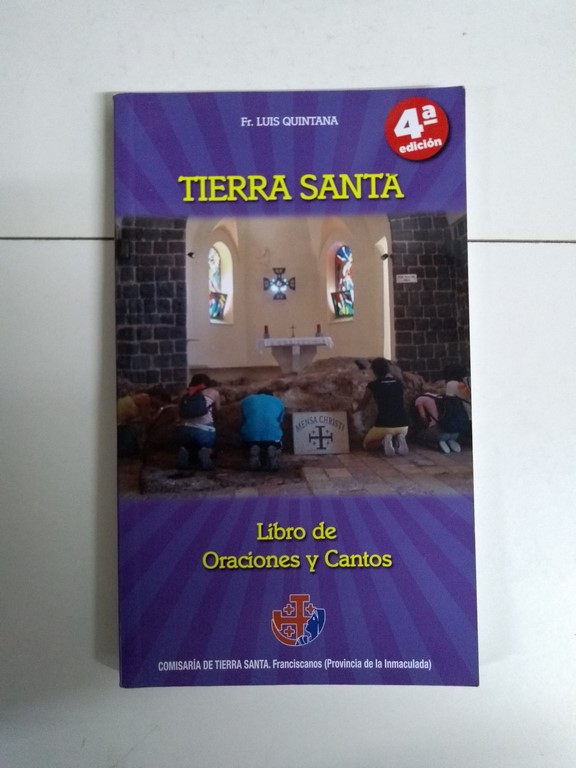 Fr. LUIS QUINTANA
4ª
edición
TIERRA SANTA
MENSA CHRISTI
Libro de
Oraciones y Cantos
COMISARÍA DE TIERRA SANTA. Franciscanos (Provincia de la Inmaculada)